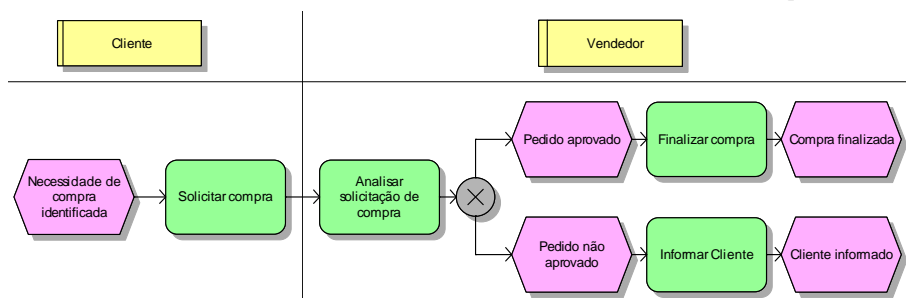 Cliente
Vendedor
Necessidade de
compra
identificada
Solicitar compra
Analisar
solicitação de
compra
Pedido aprovado
Finalizar compra
Compra finalizada
Pedido não
aprovado
Informar Cliente
Cliente informado